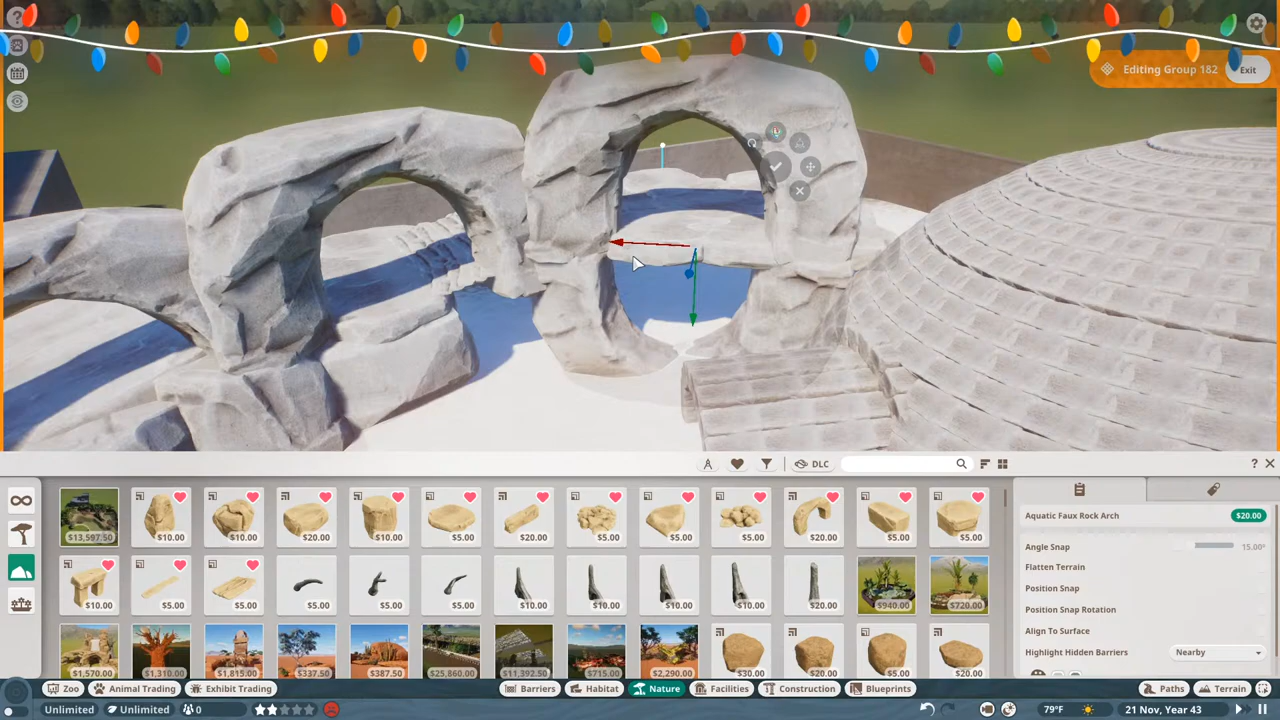 Editing Group 182
Exit
DLC
$13,597.50
$10.00
$10.00
$20.00
$10.00
$5.00
$20.00
$5.00
$5.00
$5.00
$20.00
$5.00
$5.00
$10.00
$5.00
$5.00
$5.00
$5.00
$5.00
$10.00
$10.00
$10.00
$10.00
$20.00
$940.00
$720.00
$1,570.00
$1,310.00
$1,815.00
$337.50
$387.50
$25,860.00
$11,392.50
$715.00
$2,290.00
$30.00
$20.00
$20.00
$20.00
Aquatic Faux Rock Arch
$20.00
Angle Snap
15.00°
Flatten Terrain
Position Snap
Position Snap Rotation
Align To Surface
Highlight Hidden Barriers
Nearby
Zoo
Animal Trading
Exhibit Trading
Barriers
Habitat
Nature
Facilities
Construction
Blueprints
Paths
Terrain
Unlimited
Unlimited
0
79°F
21 Nov, Year 43